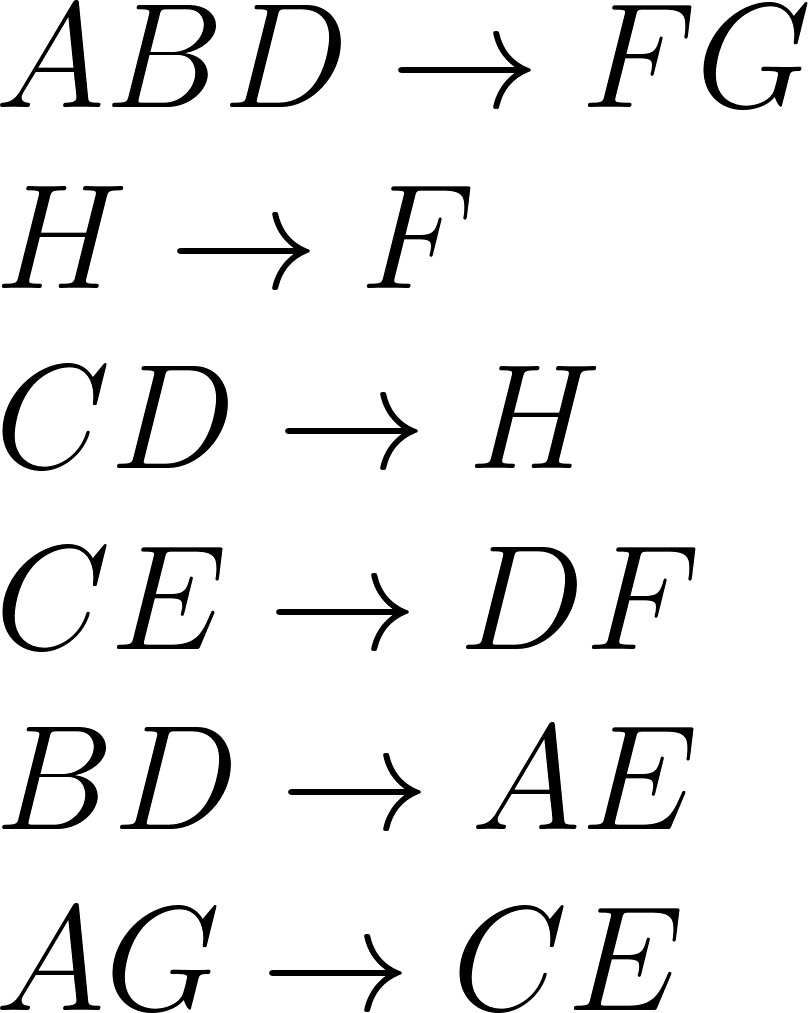 ABD → FG
H → F
CD → H
CE → DF
BD → AE
AG → CE